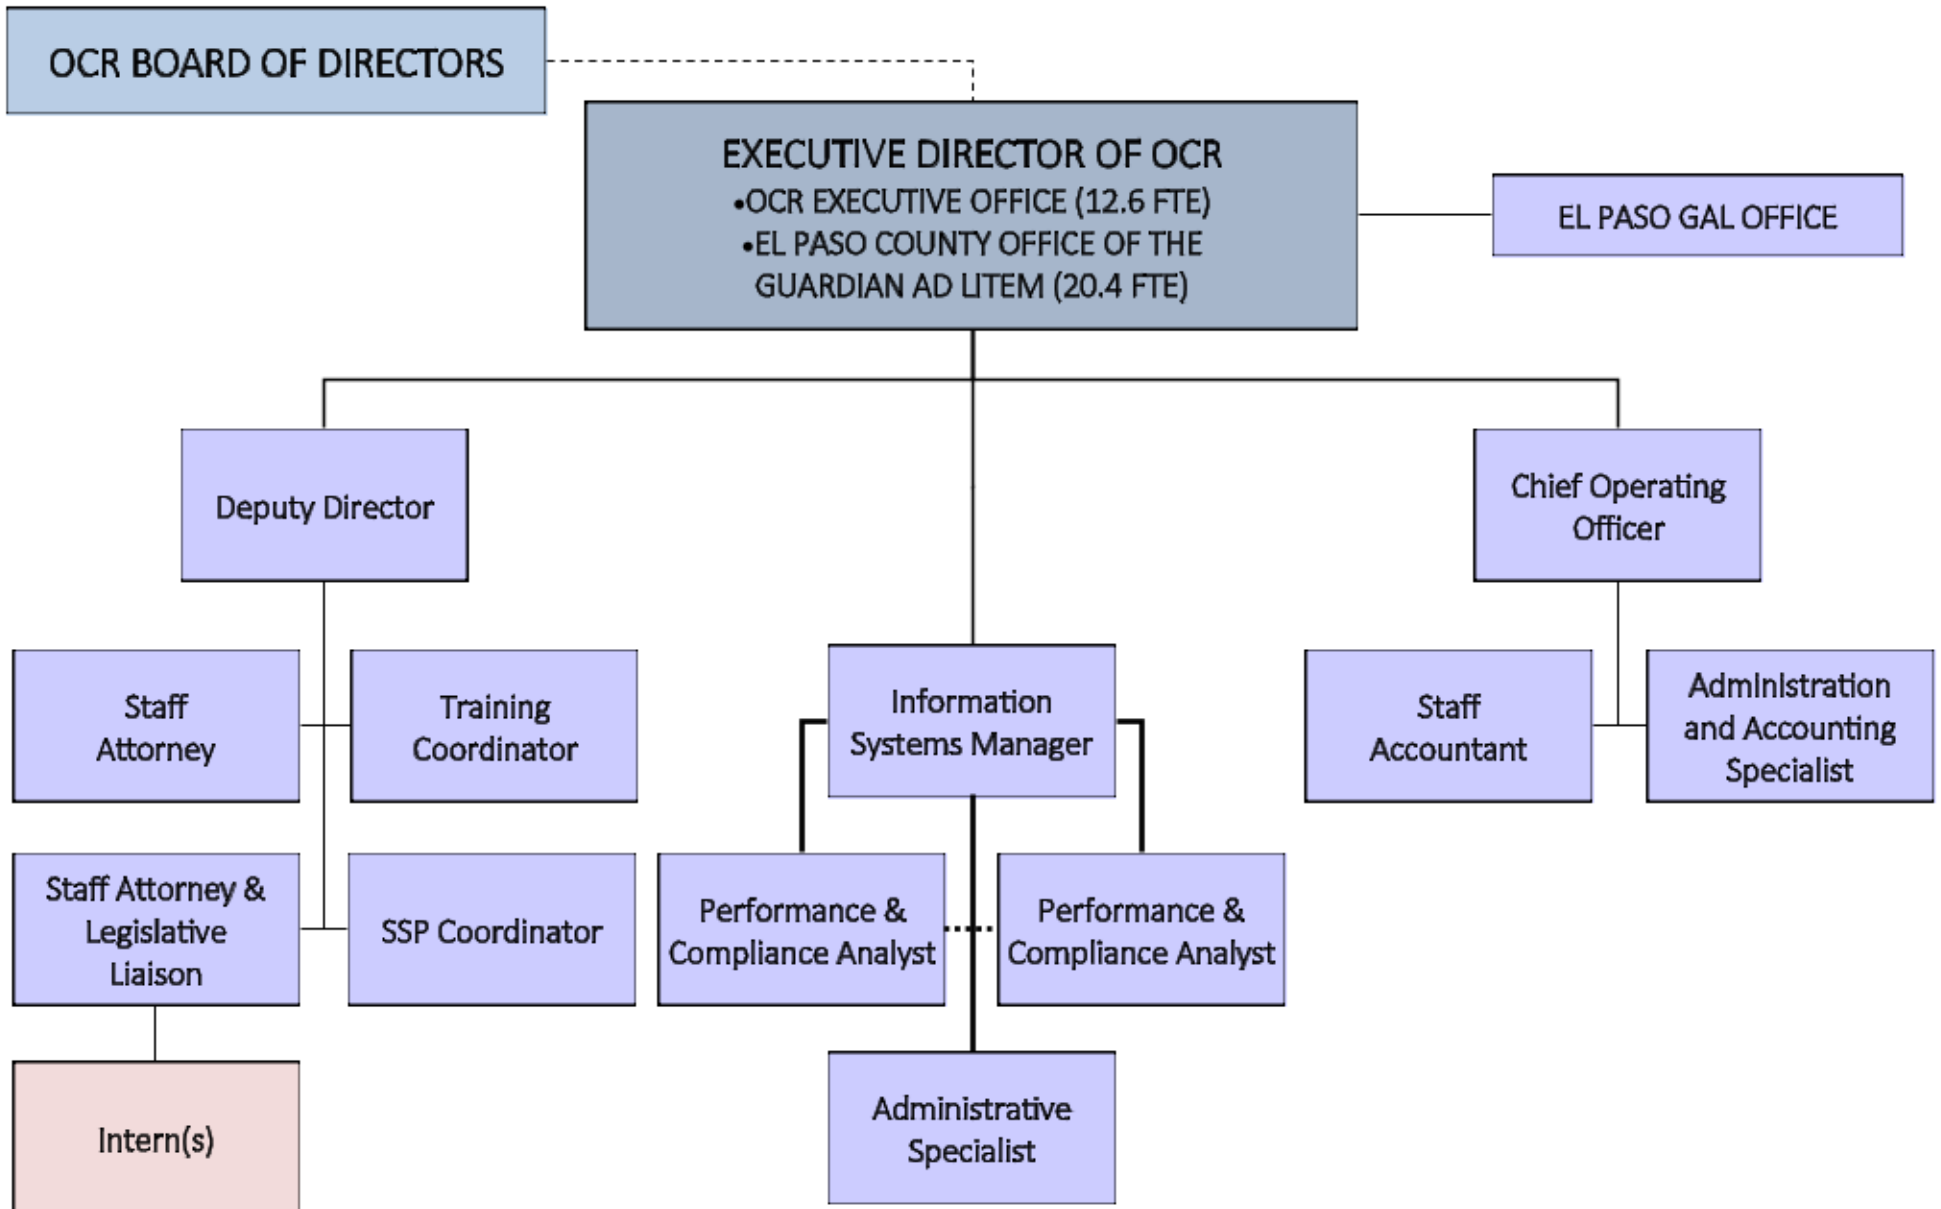 OCR BOARD OF DIRECTORS
EXECUTIVE DIRECTOR OF OCR
•OCR EXECUTIVE OFFICE (12.6 FTE)
•EL PASO COUNTY OFFICE OF THE
GUARDIAN AD LITEM (20.4 FTE)
EL PASO GAL OFFICE
Deputy Director
Chief Operating
Officer
Staff
Attorney
Training
Coordinator
Information
Systems Manager
Staff
Accountant
Administration
and Accounting
Specialist
Staff Attorney &
Legislative
Liaison
SSP Coordinator
Performance &
Compliance Analyst
Performance &
Compliance Analyst
Intern(s)
Administrative
Specialist